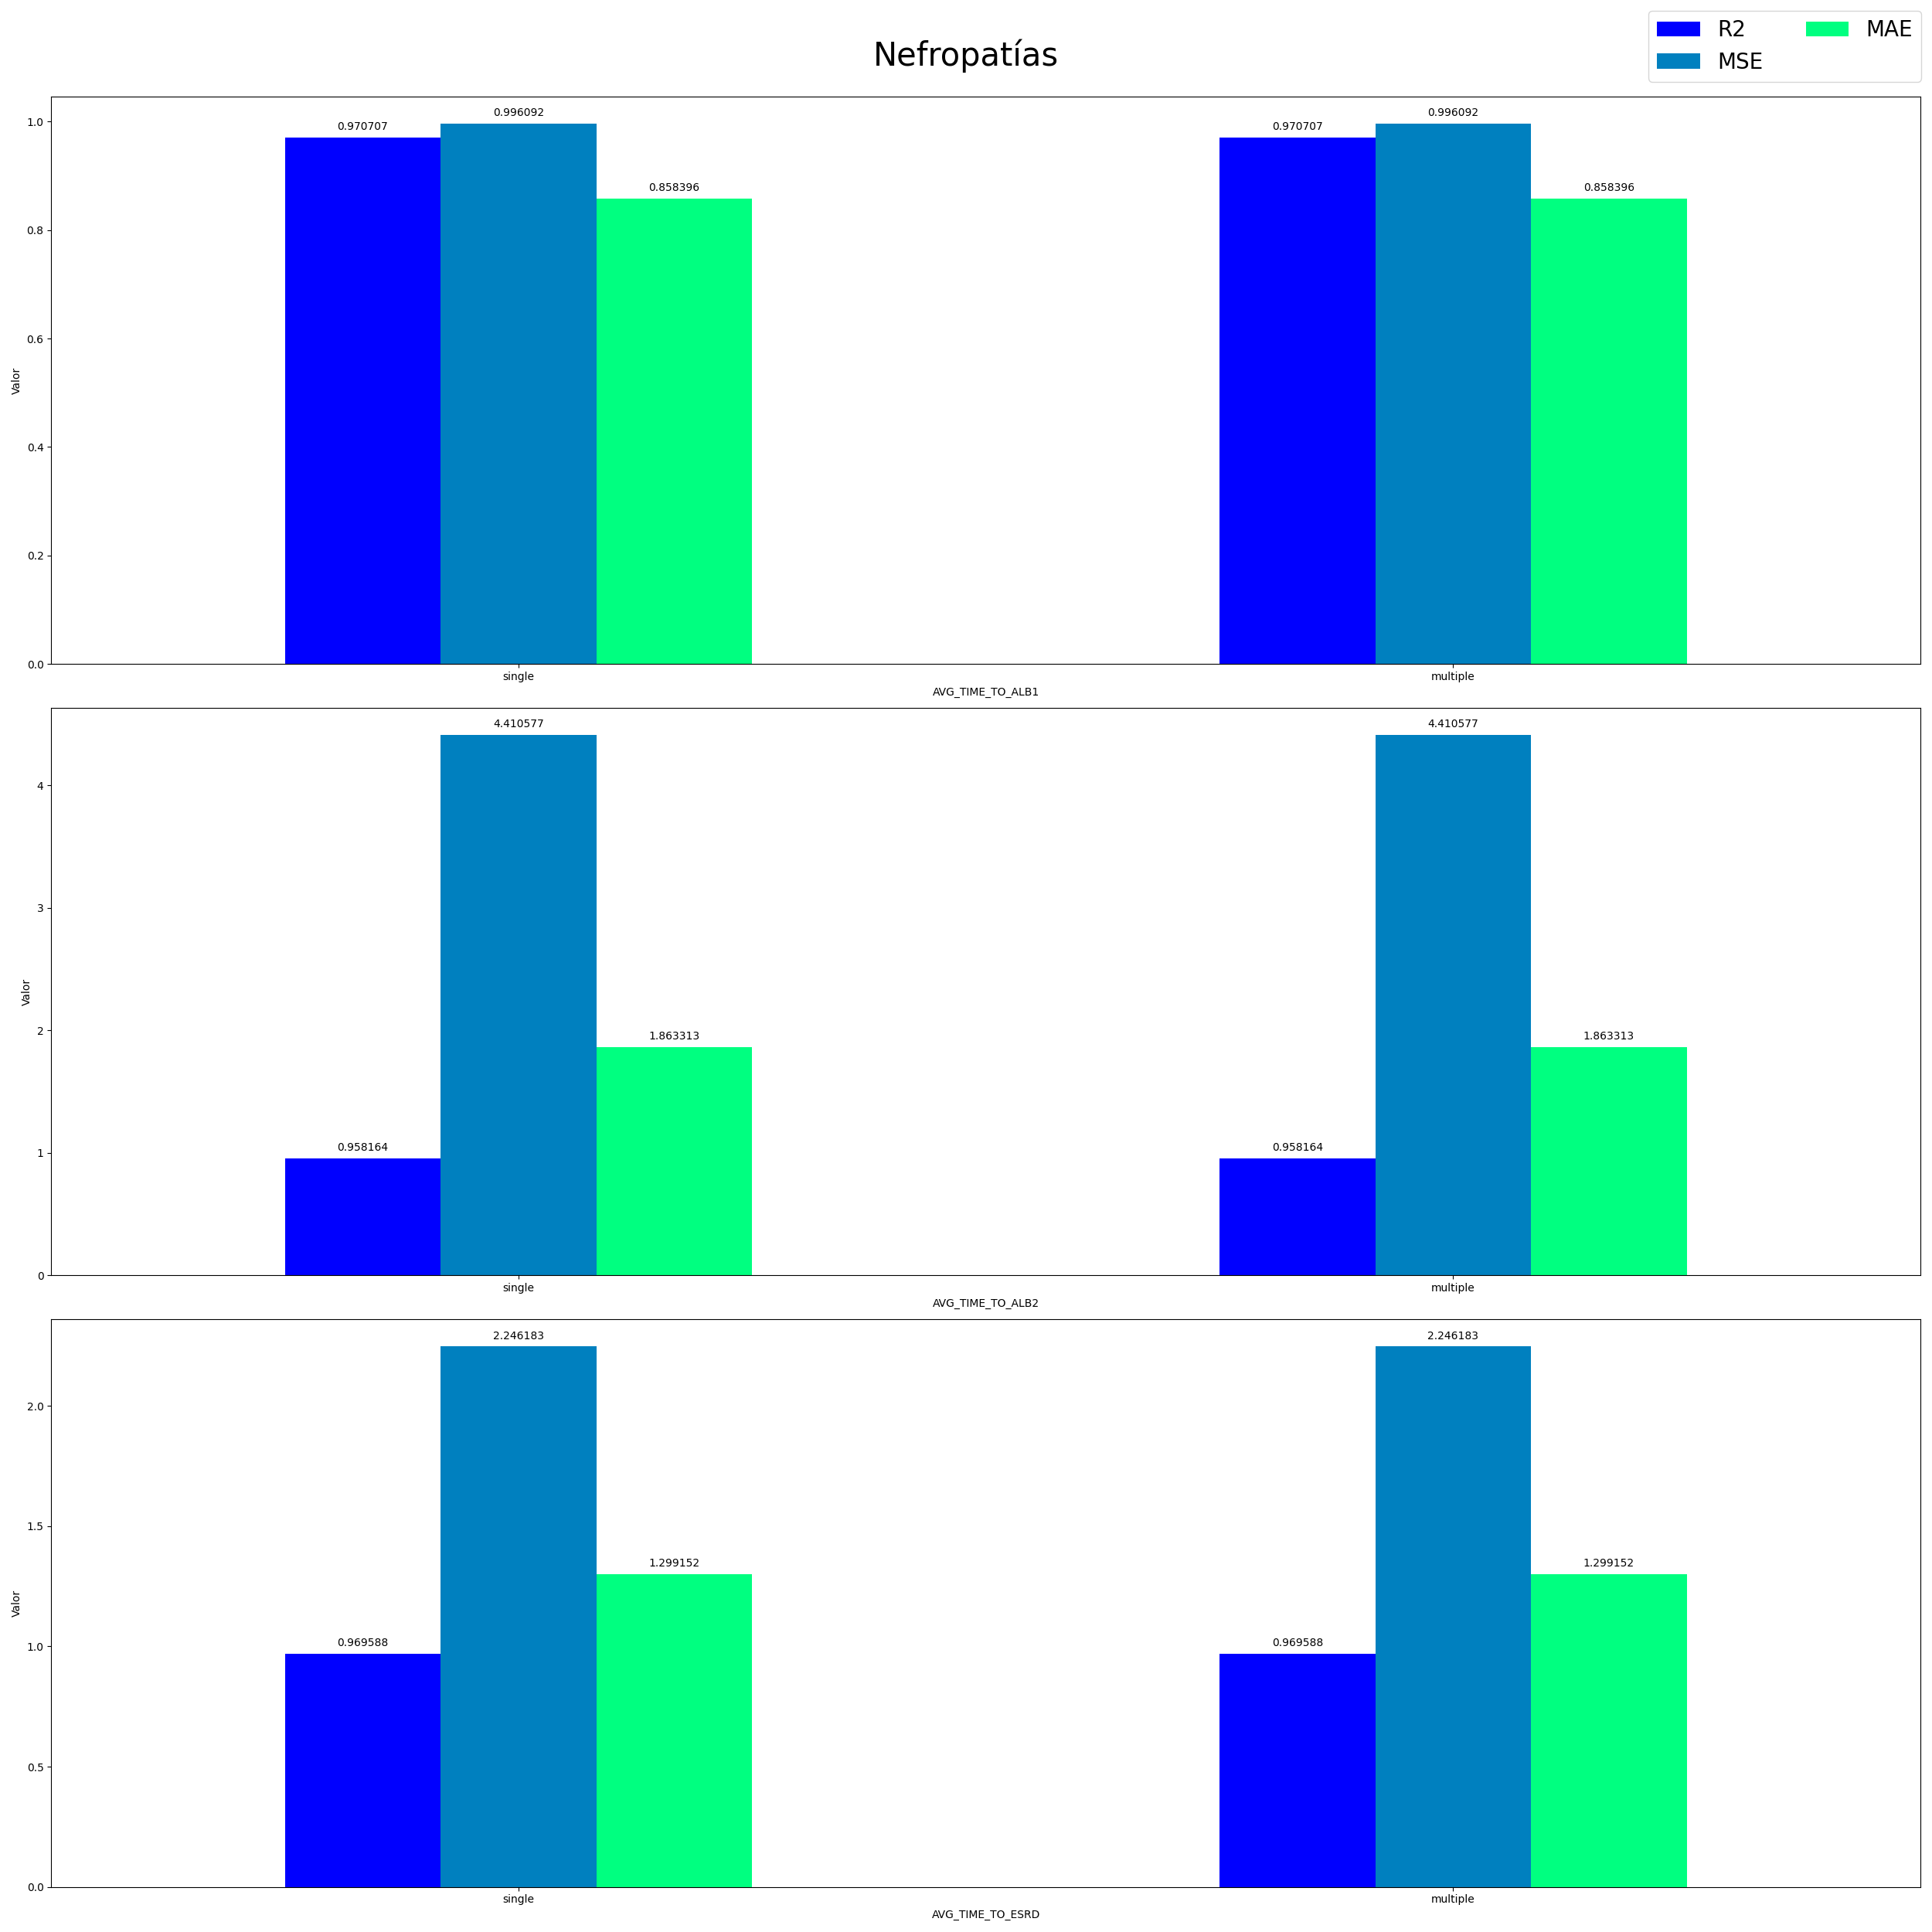 Nefropatías
R2
MSE
MAE
Valor
1.0
0.8
0.6
0.4
0.2
0.0
0.970707
0.996092
0.858396
0.970707
0.996092
0.858396
single
multiple
AVG_TIME_TO_ALB1
Valor
4
3
2
1
0
0.958164
4.410577
1.863313
0.958164
4.410577
1.863313
single
multiple
AVG_TIME_TO_ALB2
Valor
2.0
1.5
1.0
0.5
0.0
0.969588
2.246183
1.299152
0.969588
2.246183
1.299152
single
multiple
AVG_TIME_TO_ESRD